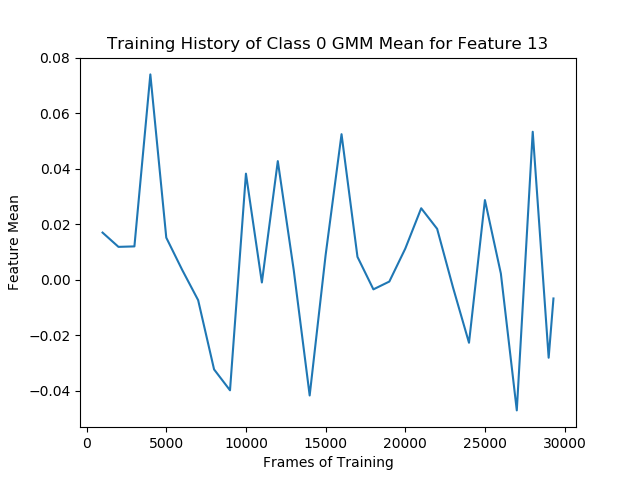 Training History of Class 0 GMM Mean for Feature 13
0.08
0.06
0.04
0.02
0.00
−0.02
−0.04
Feature Mean
0 5000 10000 15000 20000 25000 30000
Frames of Training